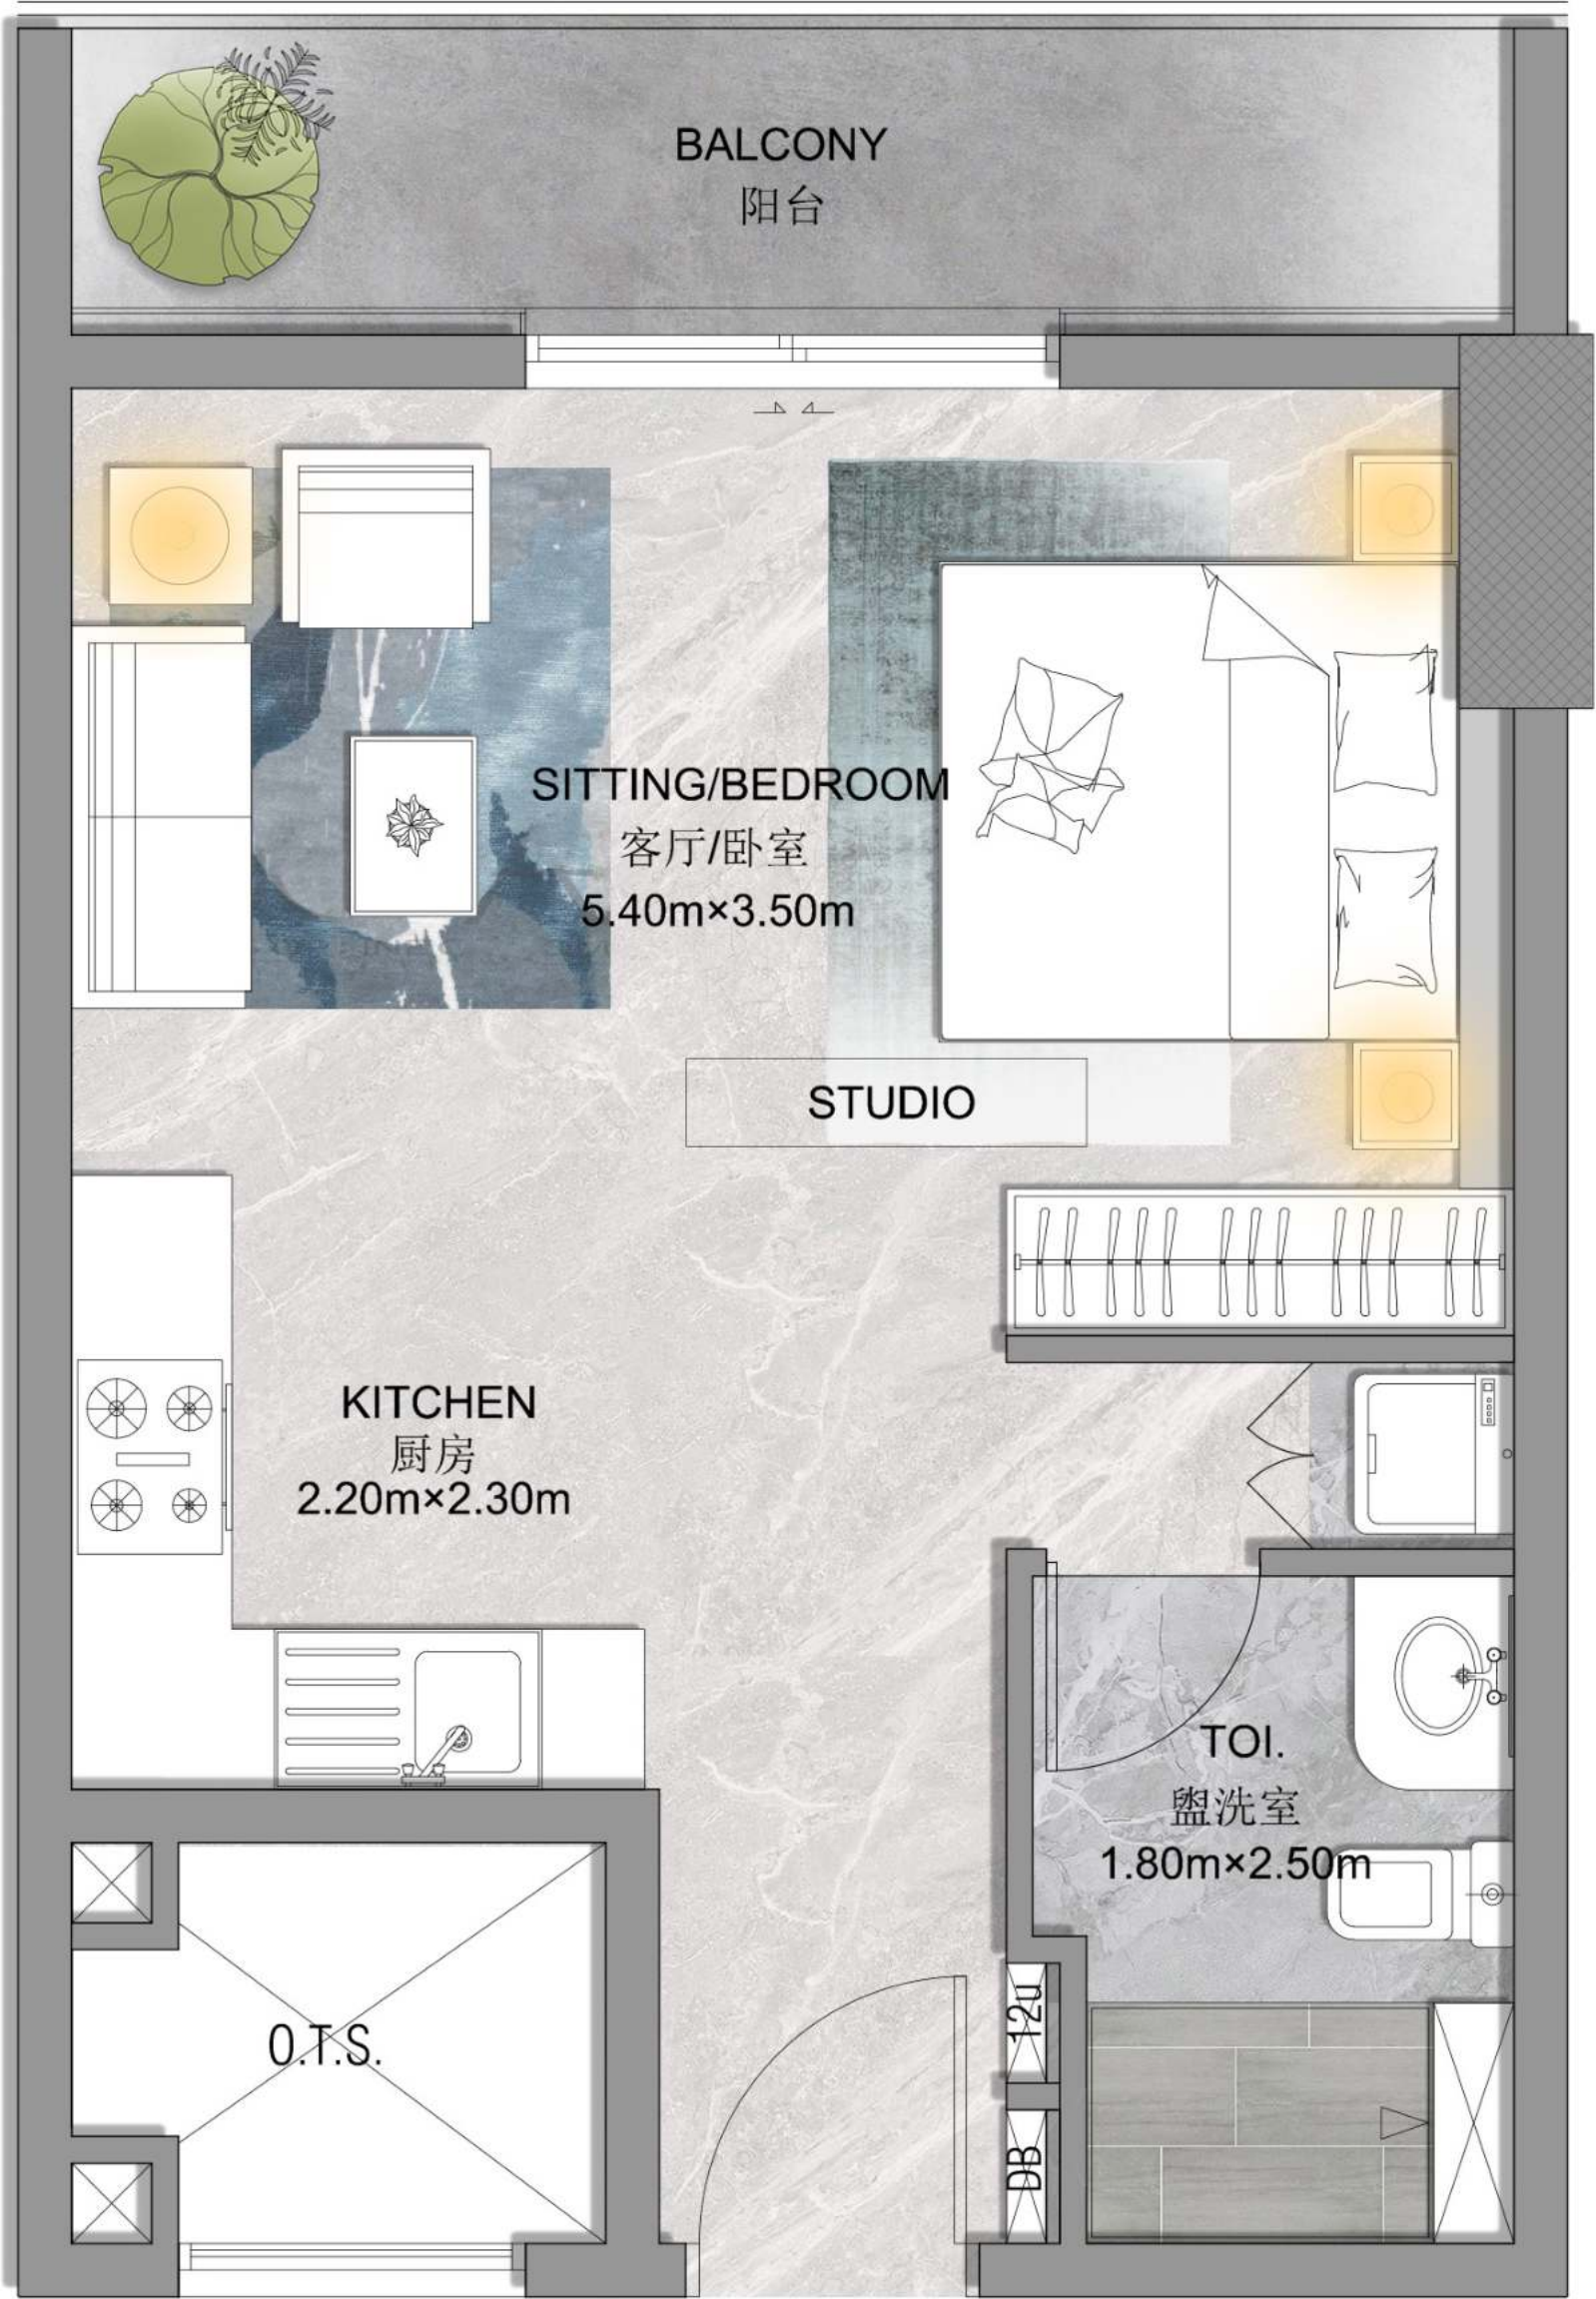 BALCONY
阳台
SITTING/BEDROOM
客厅/卧室
5.40m×3.50m
STUDIO
KITCHEN
厨房
2.20m×2.30m
TOI.
盥洗室
1.80m×2.50m
O.T.S.
12u
DB